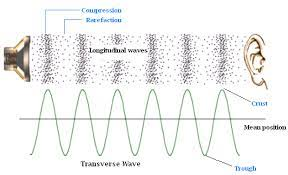 Compression
Rarefaction
Longitudinal waves
Crust
Mean position
Transverse Wave
Trough